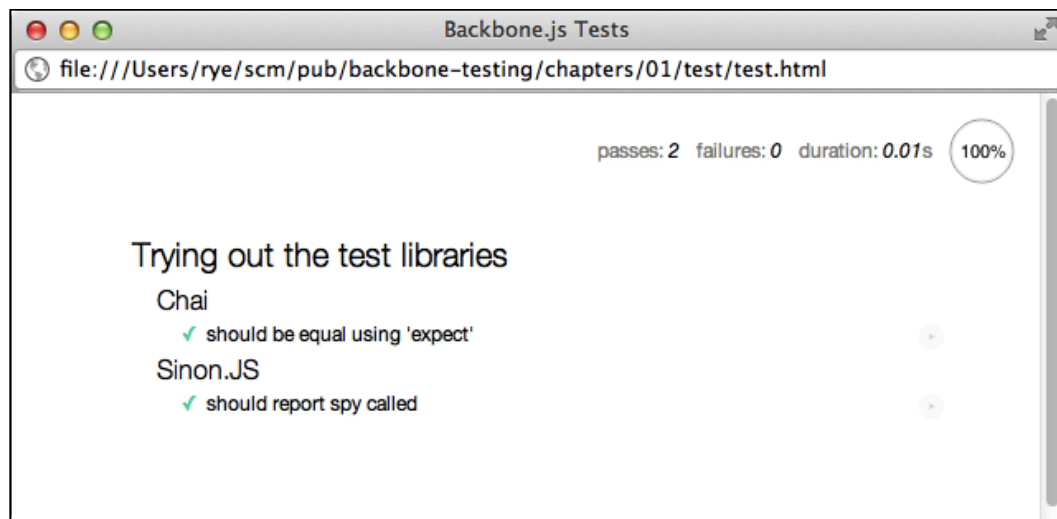 Backbone.js Tests
file:///Users/rye/scm/pub/backbone-testing/chapters/01/test/test.html
passes: 2 failures: 0 duration: 0.01s 100%
Trying out the test libraries
Chai
✓ should be equal using 'expect'
Sinon.JS
✓ should report spy called